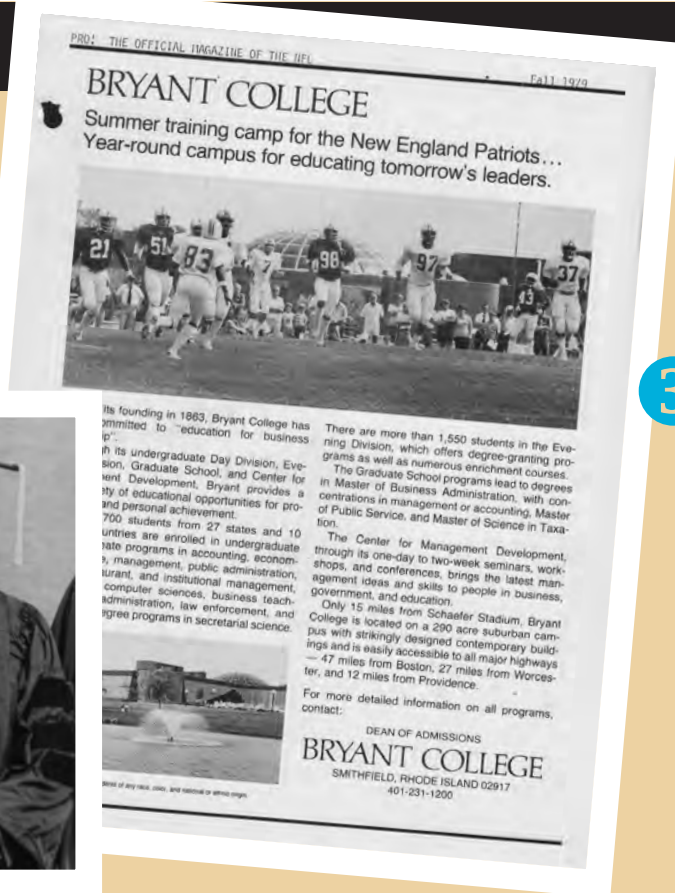 PRO! THE OFFICIAL MAGAZINE OF THE NFL
Fall 1979
BRYANT COLLEGE
Summer training camp for the New England Patriots...
Year-round campus for educating tomorrow's leaders.
21
51
83
7
98
97
43
37
3
its founding in 1863, Bryant College has
ommitted to "education for business
ip".
h its undergraduate Day Division, Eve-
sion, Graduate School, and Center for
ent Development, Bryant provides a
ety of educational opportunities for pro-
and personal achievement.
700 students from 27 states and 10
untries are enrolled in undergraduate
ate programs in accounting, econom-
e, management, public administration,
urant, and institutional management,
computer sciences, business teach-
administration, law enforcement, and
egree programs in secretarial science.
dents of any race, color, and national or ethnic origin.
There are more than 1,550 students in the Eve-
ning Division, which offers degree-granting pro-
grams as well as numerous enrichment courses.
The Graduate School programs lead to degrees
in Master of Business Administration, with con-
centrations in management or accounting, Master
of Public Service, and Master of Science in Taxa-
tion.
The Center for Management Development,
through its one-day to two-week seminars, work-
shops, and conferences, brings the latest man-
agement ideas and skills to people in business,
government, and education.
Only 15 miles from Schaefer Stadium, Bryant
College is located on a 290 acre suburban cam-
pus with strikingly designed contemporary build-
ings and is easily accessible to all major highways
— 47 miles from Boston, 27 miles from Worces-
ter, and 12 miles from Providence.
For more detailed information on all programs,
contact:
DEAN OF ADMISSIONS
BRYANT COLLEGE
SMITHFIELD, RHODE ISLAND 02917
401-231-1200